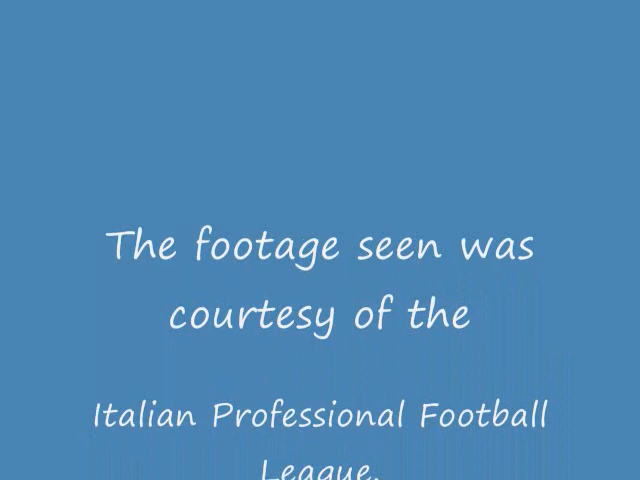 The footage seen was
courtesy of the
Italian Professional Football
League.